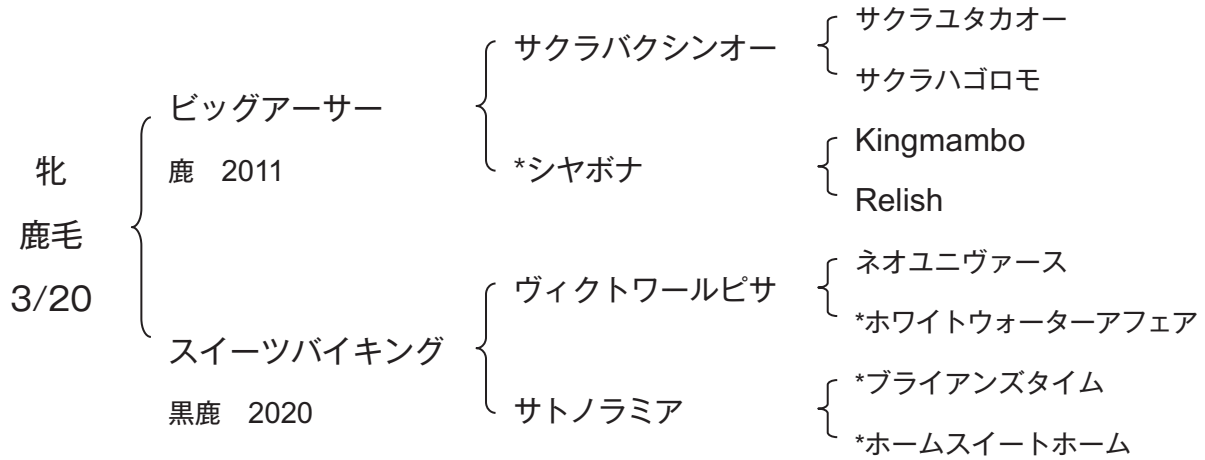 牝
鹿毛
3/20
ビッグアーサー
鹿　2011
スイーツバイキング
黒鹿　2020
サクラバクシンオー
*シヤボナ
ヴィクトワールピサ
サトノラミア
サクラユタカオー
サクラハゴロモ
Kingmambo
Relish
ネオユニヴァース
*ホワイトウォーターアフェア
*ブライアンズタイム
*ホームスイートホーム